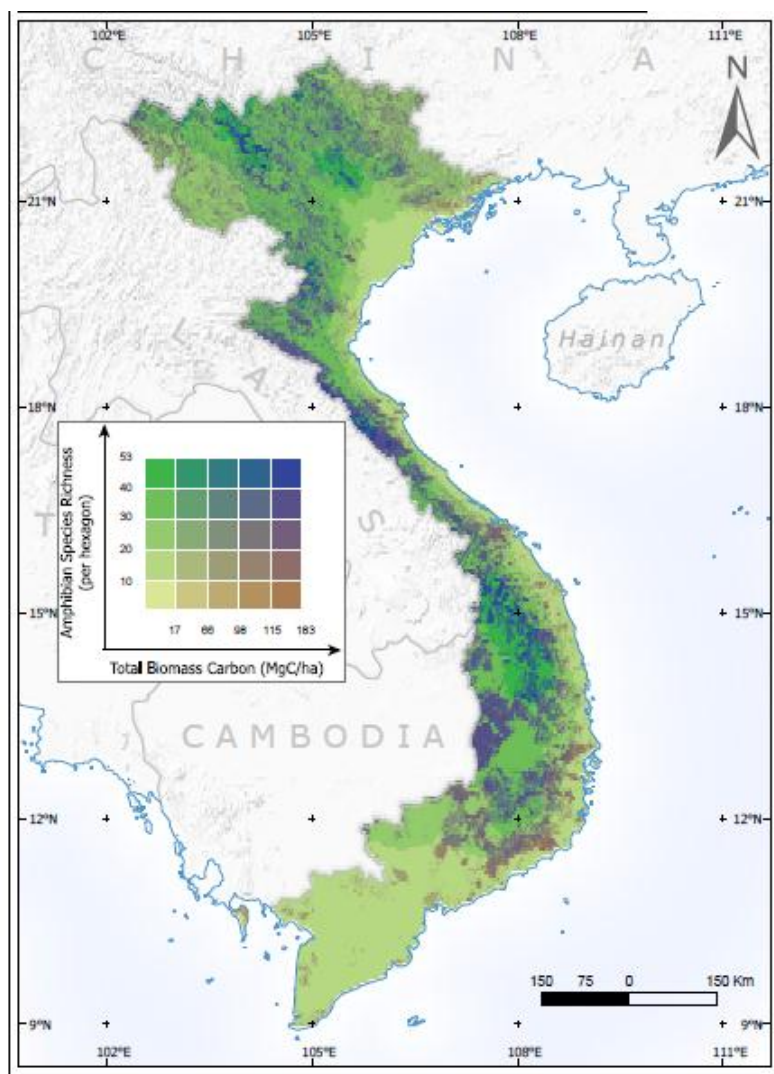 102°E 105°E 108°E 111°E
C H I N A
N
21°N 21°N
Hainan
L A S
18°N 18°N
T
Amphibian Species Richness
(per hexagon)
53
40
30
20
10
17 66 98 115 183
Total Biomass Carbon (MgC/ha)
15°N 15°N
CAMBODIA
12°N 12°N
150 75 0 150 Km
9°N 9°N
102°E 105°E 108°E 111°E